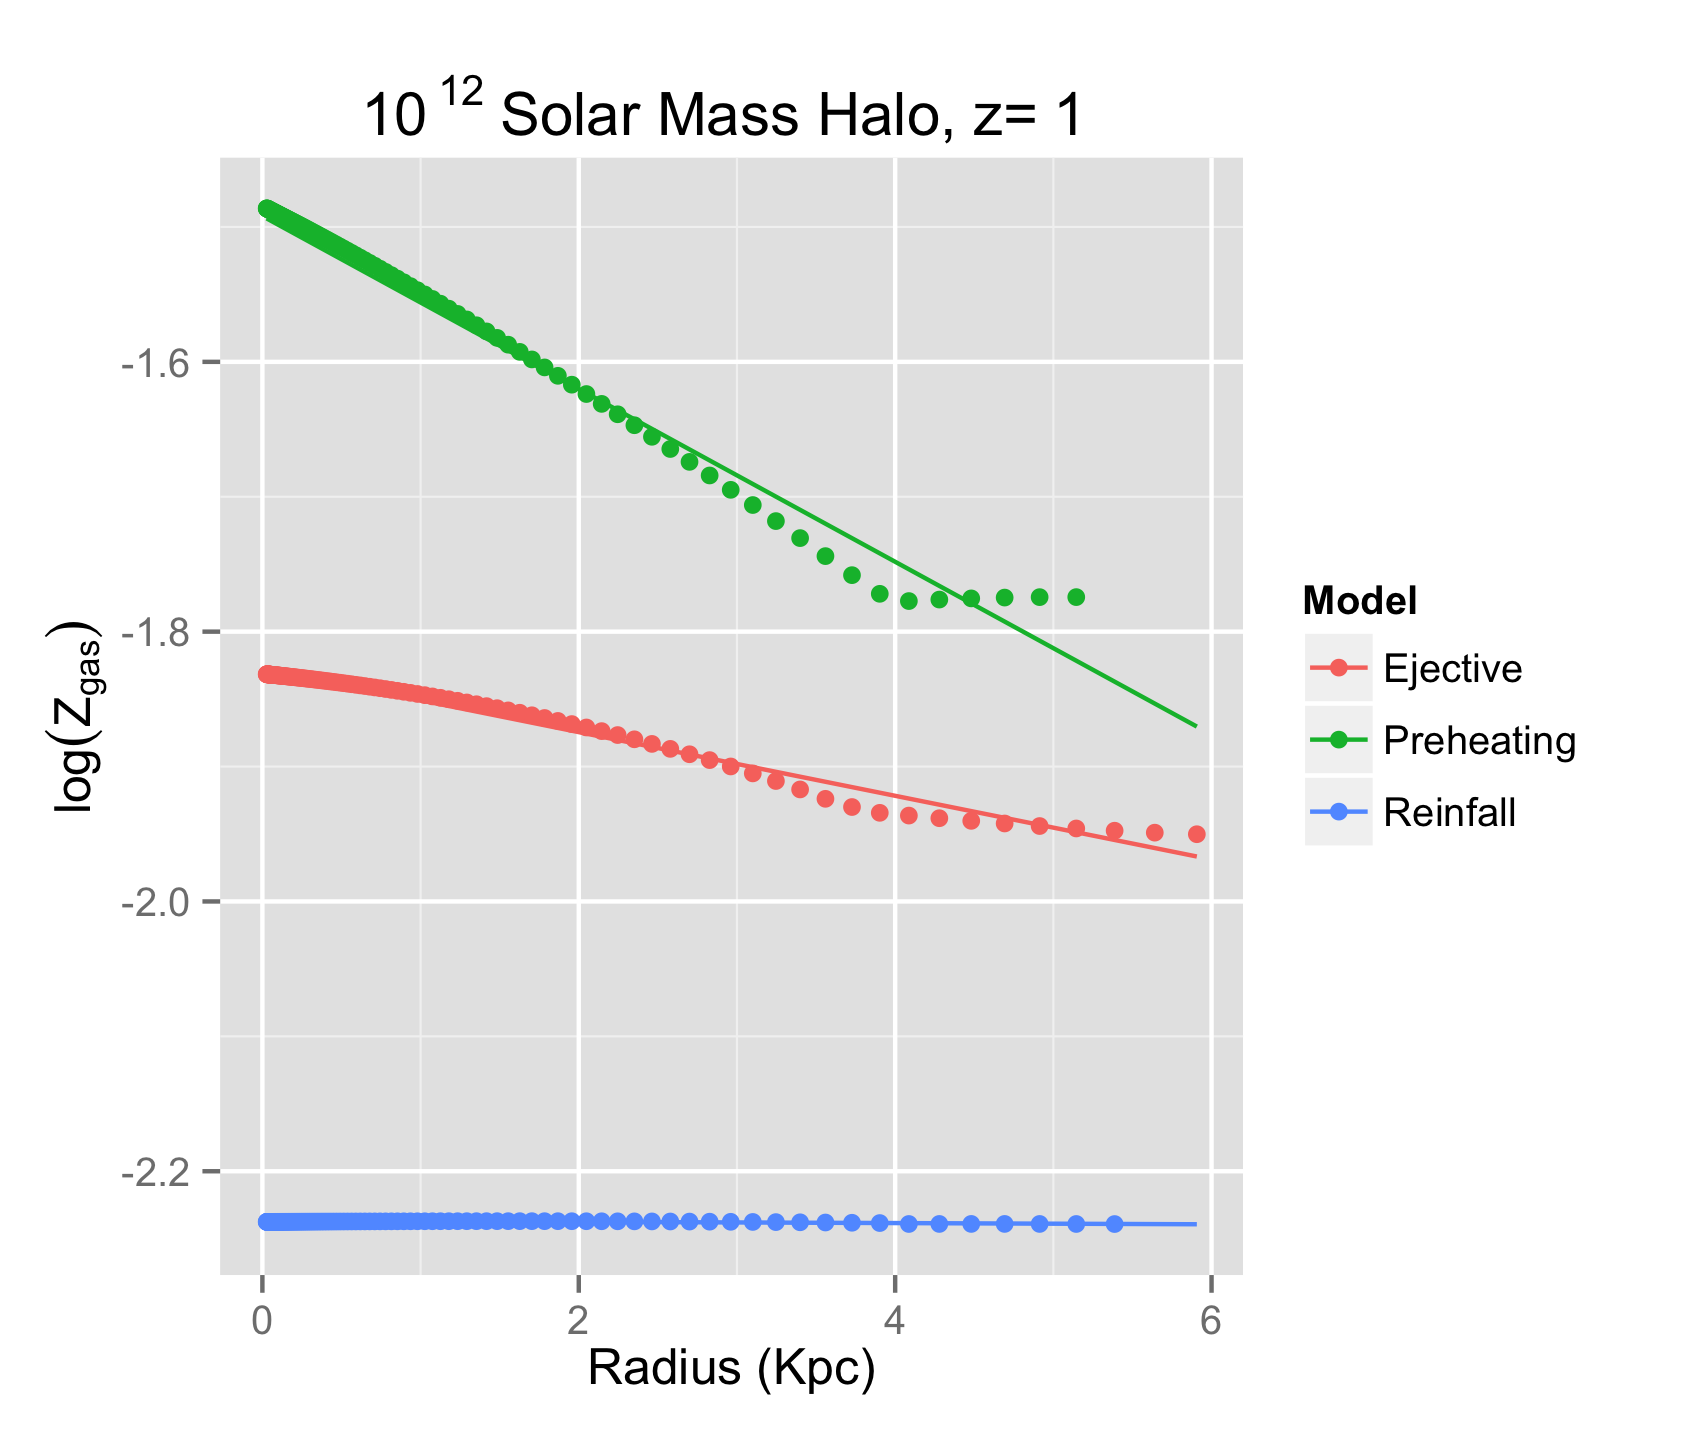 10 12 Solar Mass Halo, z= 1
log(Zgas)
-1.6
-1.8
-2.0
-2.2
0 2 4 6
Radius (Kpc)
Model
Ejective
Preheating
Reinfall